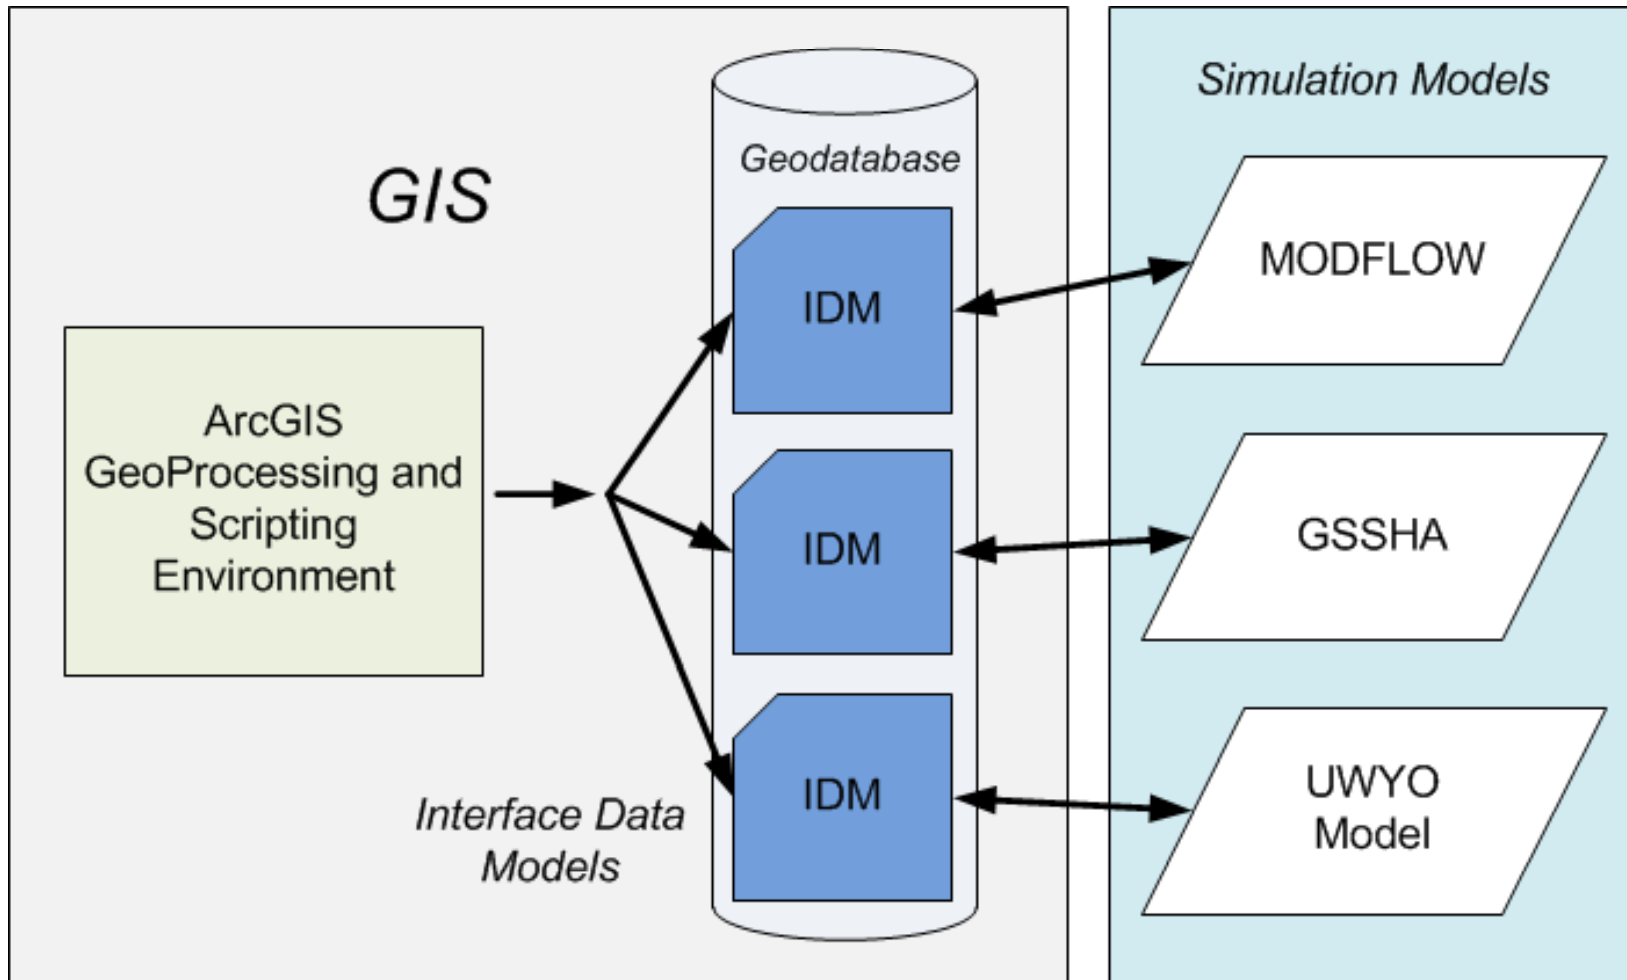 GIS
ArcGIS
GeoProcessing and
Scripting
Environment
Interface Data
Models
Geodatabase
IDM
IDM
IDM
Simulation Models
MODFLOW
GSSHA
UWYO
Model